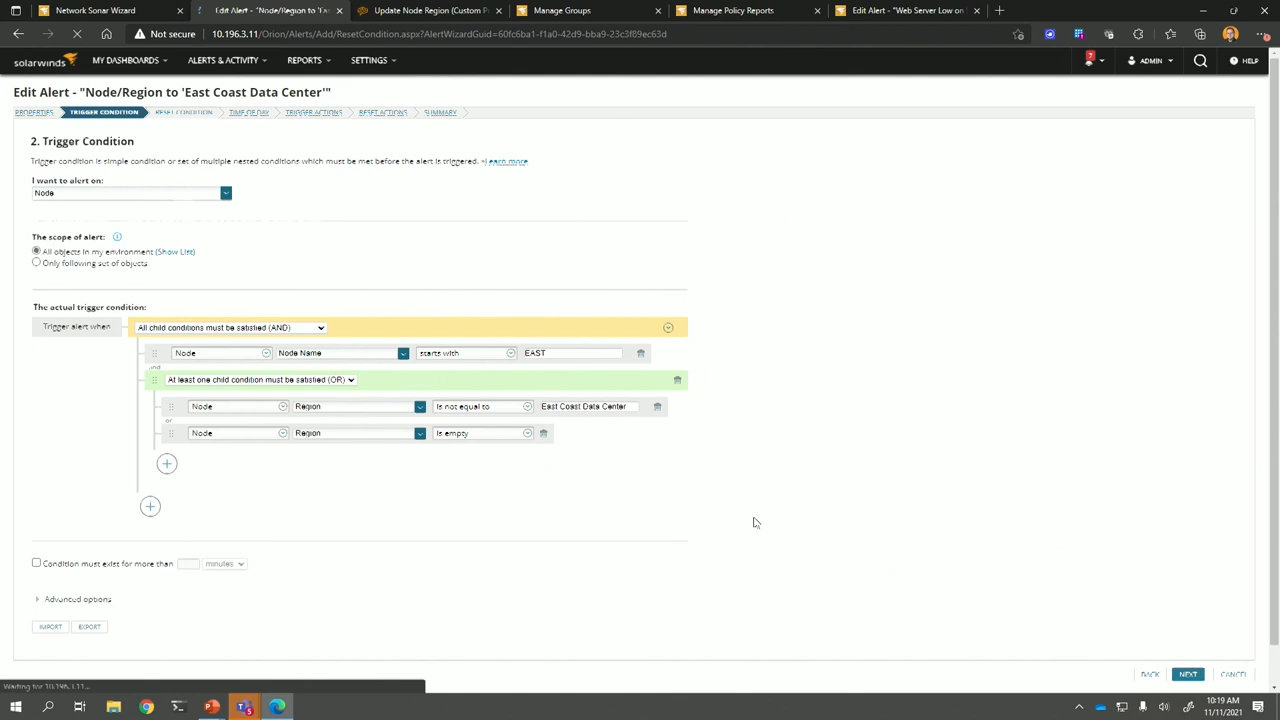 Network Sonar Wizard
Edit Alert - "Node/Region to 'Eas
Update Node Region (Custom P
Manage Groups
Manage Policy Reports
Edit Alert - "Web Server Low on
Not secure | 10.196.3.11/Orion/Alerts/Add/ResetCondition.aspx?AlertWizardGuid=60fc6ba1-f1a0-42d9-bba9-23c3f89ec63d
solarwinds MY DASHBOARDS ALERTS & ACTIVITY REPORTS SETTINGS ADMIN HELP
Edit Alert - "Node/Region to 'East Coast Data Center'"
PROPERTIES TRIGGER CONDITION RESET CONDITION TIME OF DAY TRIGGER ACTIONS RESET ACTIONS SUMMARY
2. Trigger Condition
Trigger condition is simple condition or set of multiple nested conditions which must be met before the alert is triggered. »Learn more
I want to alert on:
Node
The scope of alert:
All objects in my environment (Show List)
Only following set of objects
The actual trigger condition:
Trigger alert when All child conditions must be satisfied (AND)
Node Node Name starts with EAST
and
At least one child condition must be satisfied (OR)
Node Region is not equal to East Coast Data Center
or
Node Region is empty
Condition must exist for more than minutes
Advanced options
IMPORT EXPORT
BACK NEXT CANCEL
Waiting for 10.196.3.11...
10:19 AM
11/11/2021